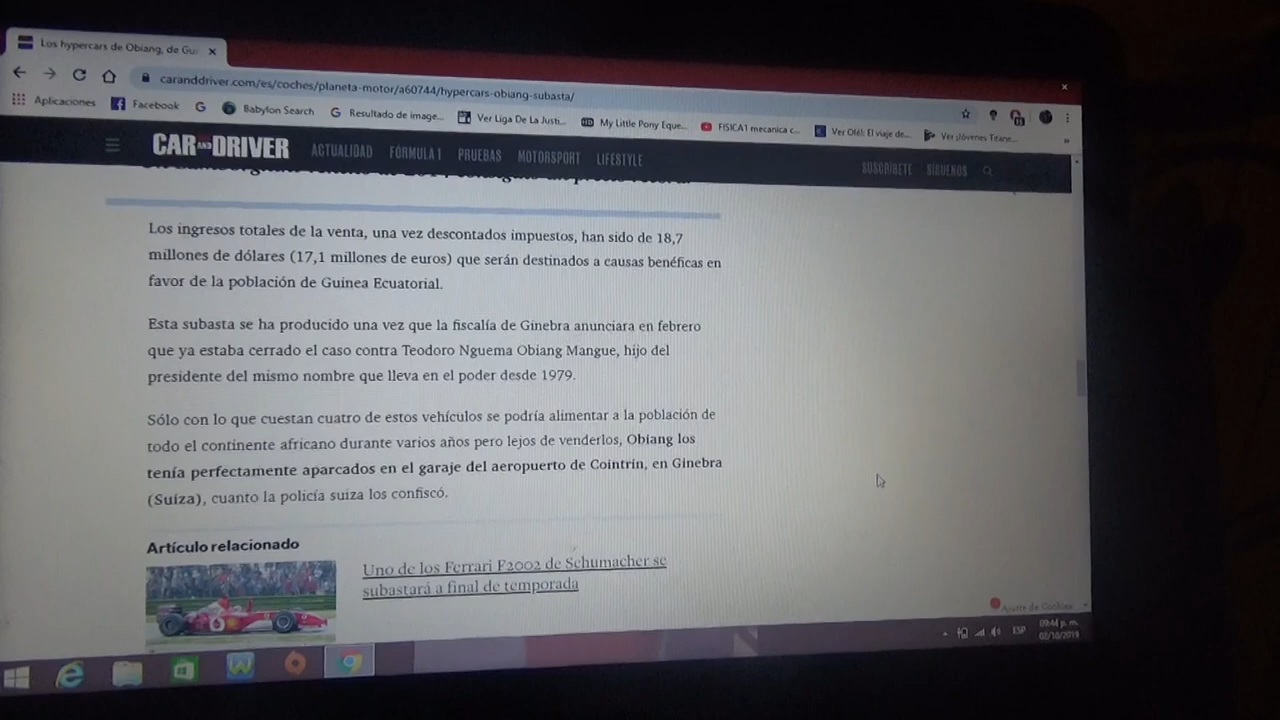 Los hypercars de Obiang, de Gu
caranddriver.com/es/coches/planeta-motor/a60744/hypercars-obiang-subasta/
Aplicaciones Facebook Babylon Search Resultado de image... Ver Liga De La Justi... My Little Pony Eque... FISICA1 mecanica c... Ver Olé!: El viaje de... Ver Jóvenes Titane... »
CAR AND DRIVER ACTUALIDAD FÓRMULA 1 PRUEBAS MOTORSPORT LIFESTYLE SUSCRÍBETE SÍGUENOS
Los ingresos totales de la venta, una vez descontados impuestos, han sido de 18,7
millones de dólares (17,1 millones de euros) que serán destinados a causas benéficas en
favor de la población de Guinea Ecuatorial.
Esta subasta se ha producido una vez que la fiscalía de Ginebra anunciara en febrero
que ya estaba cerrado el caso contra Teodoro Nguema Obiang Mangue, hijo del
presidente del mismo nombre que lleva en el poder desde 1979.
Sólo con lo que cuestan cuatro de estos vehículos se podría alimentar a la población de
todo el continente africano durante varios años pero lejos de venderlos, Obiang los
tenía perfectamente aparcados en el garaje del aeropuerto de Cointrin, en Ginebra
(Suiza), cuanto la policía suiza los confiscó.
Artículo relacionado
Uno de los Ferrari F2002 de Schumacher se
subastará a final de temporada
Ajuste de Cookies
ESP 09:44 p. m.
02/10/2019